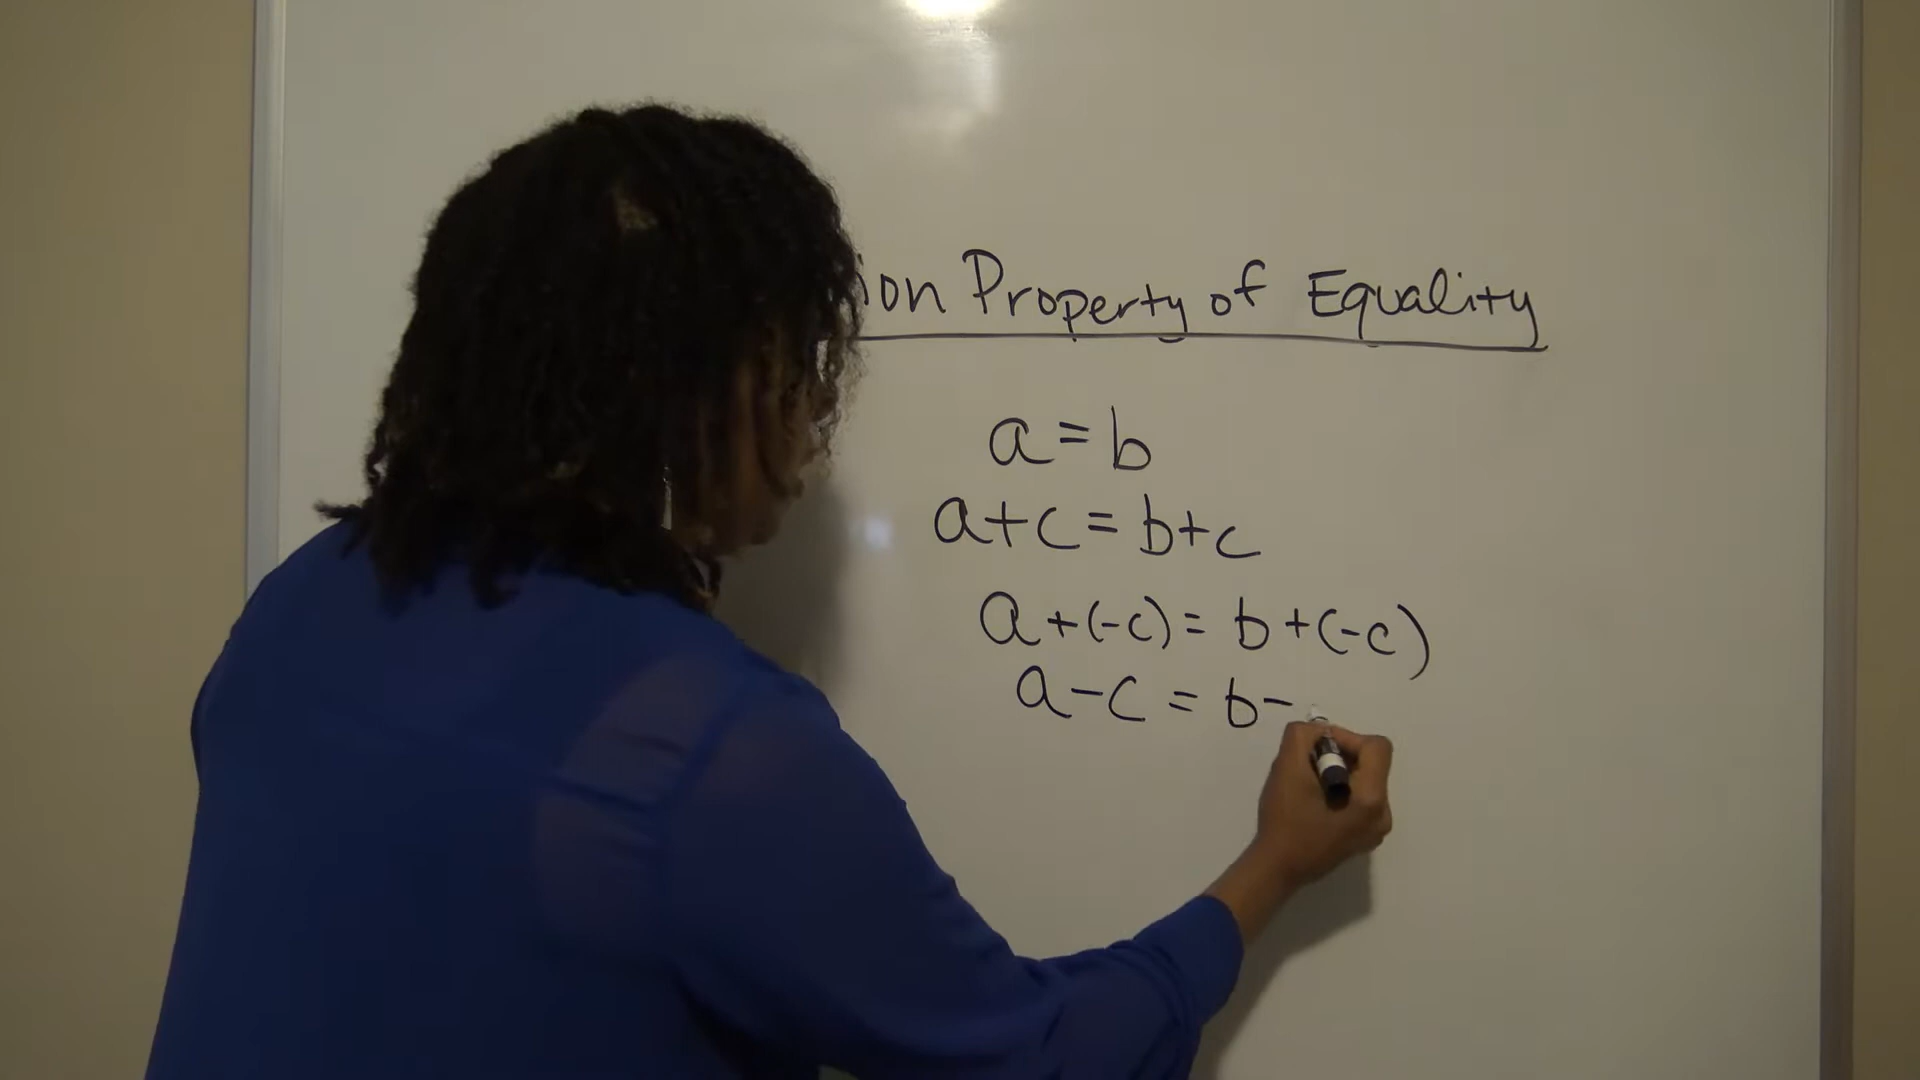 ion Property of Equality
a = b
a+c = b+c
a+(-c) = b+(-c)
a-c = b-